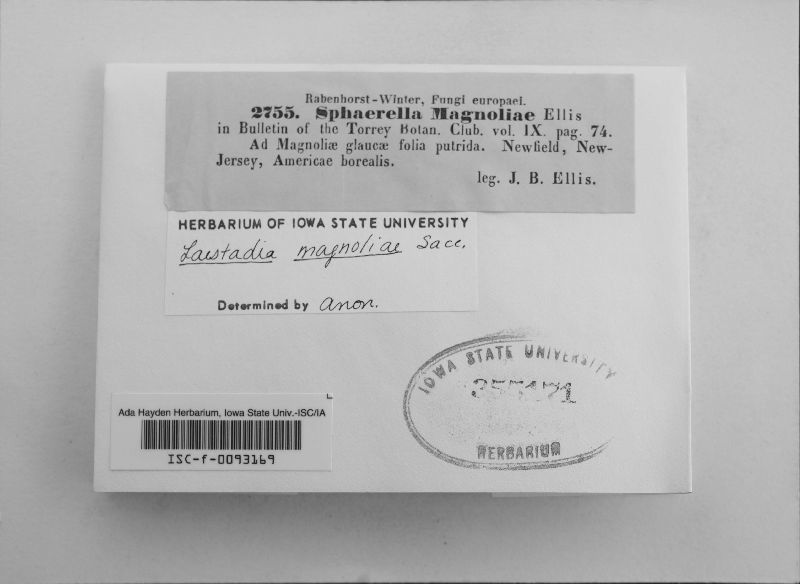 Rabenhorst-Winter, Fungi europaei.
2755. Sphaerella Magnoliae Ellis
in Bulletin of the Torrey Botan. Club. vol. IX. pag. 74.
Ad Magnoliæ glaucæ folia putrida. Newfield, New-
Jersey, Americae borealis.
leg. J. B. Ellis.
HERBARIUM OF IOWA STATE UNIVERSITY
Laestadia magnoliae Sacc.
Determined by anon.
IOWA STATE UNIVERSITY
HERBARIUM
Ada Hayden Herbarium, Iowa State Univ.-ISC/IA
ISC-f-0093169